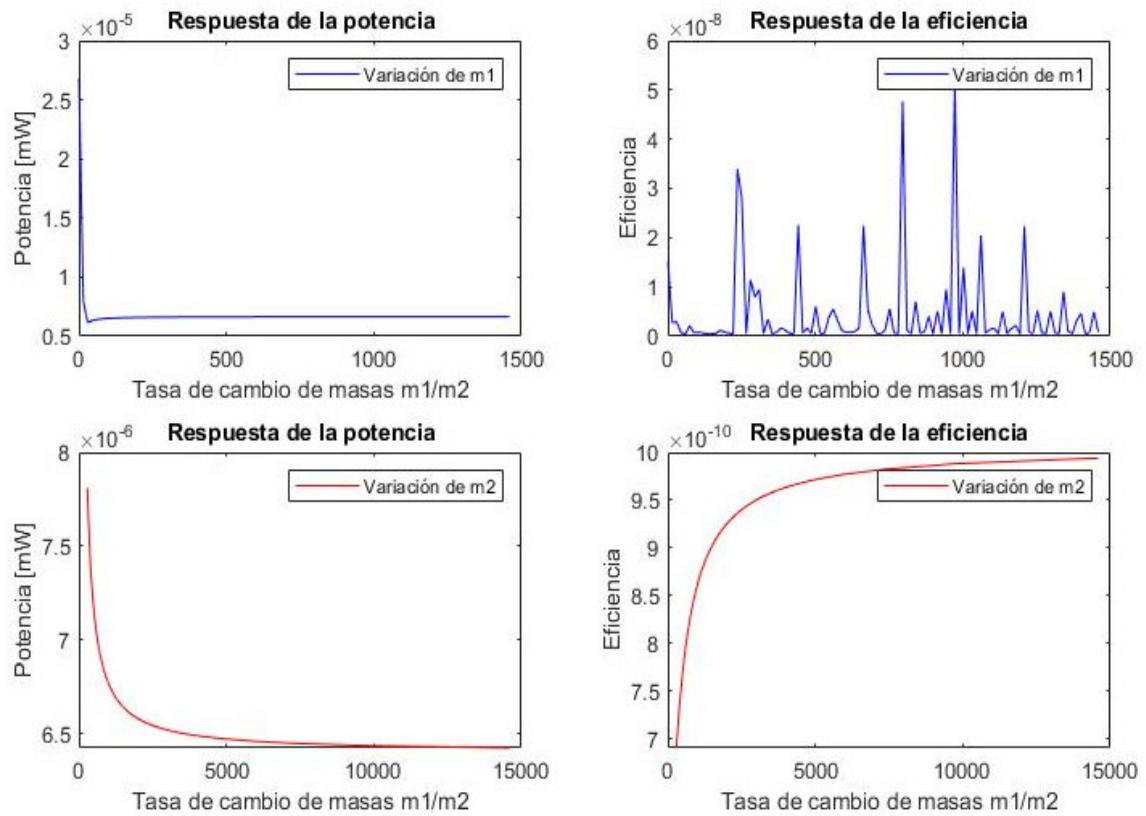 Respuesta de la potencia
×10-5
Variación de m1
3
2.5
2
1.5
1
0.5
Potencia [mW]
0 500 1000 1500
Tasa de cambio de masas m1/m2
Respuesta de la eficiencia
×10-8
Variación de m1
6
5
4
3
2
1
0
Eficiencia
0 500 1000 1500
Tasa de cambio de masas m1/m2
Respuesta de la potencia
×10-6
Variación de m2
8
7.5
7
6.5
Potencia [mW]
0 5000 10000 15000
Tasa de cambio de masas m1/m2
Respuesta de la eficiencia
×10-10
Variación de m2
10
9.5
9
8.5
8
7.5
7
Eficiencia
0 5000 10000 15000
Tasa de cambio de masas m1/m2